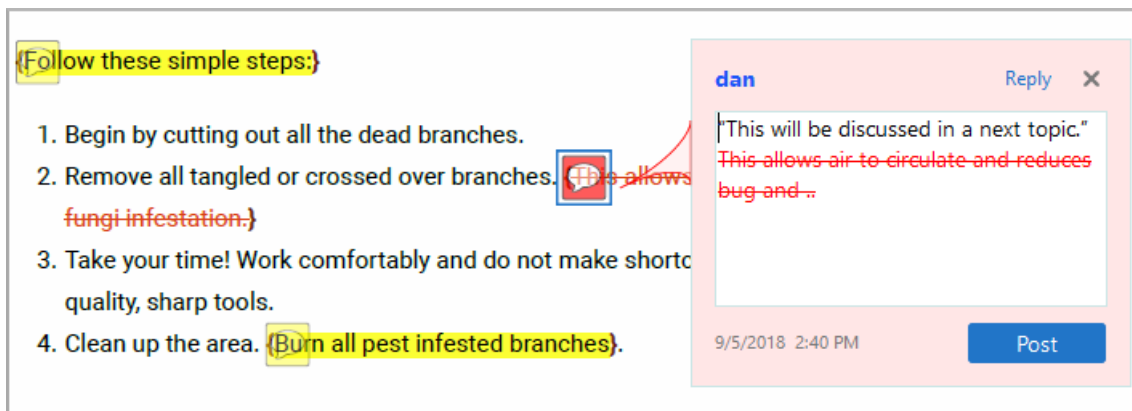 {Follow these simple steps:}
1. Begin by cutting out all the dead branches.
2. Remove all tangled or crossed over branches. {This allows
fungi infestation.}
3. Take your time! Work comfortably and do not make
quality, sharp tools.
4. Clean up the area. {Burn all pest infested branches}.
dan Reply
"This will be discussed in a next topic."
This allows air to circulate and reduces
bug and ..
9/5/2018 2:40 PM Post